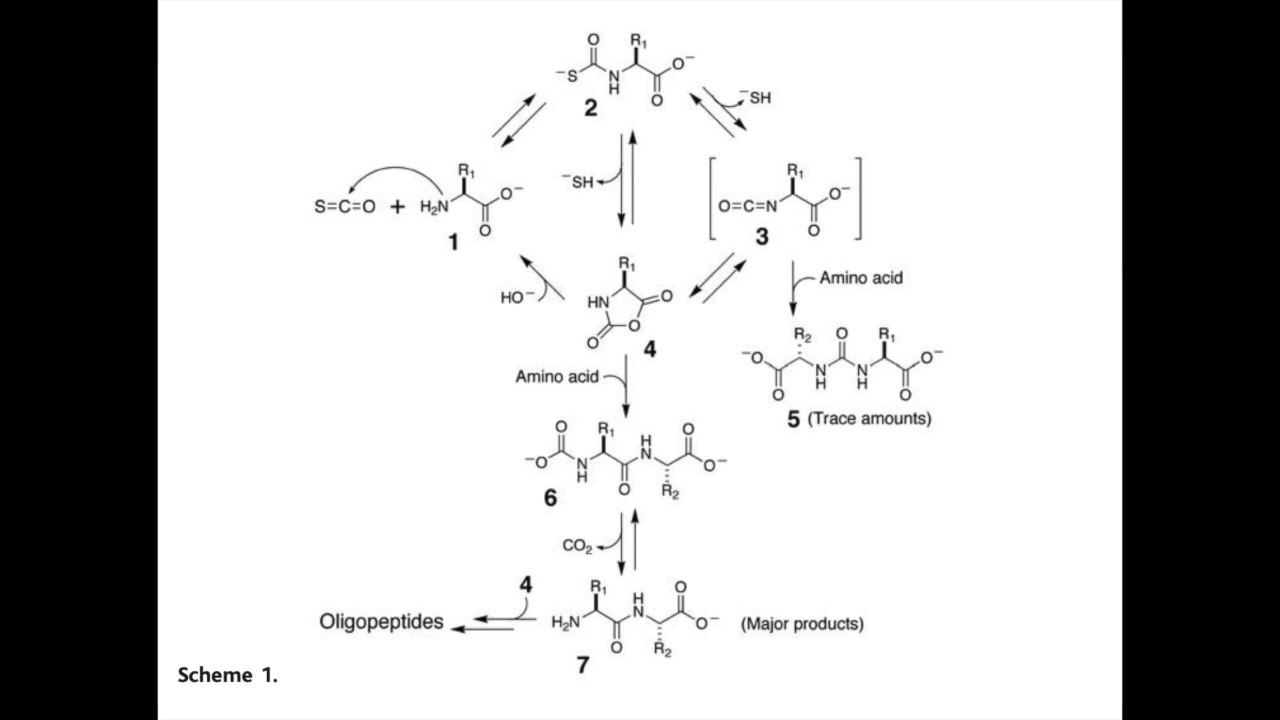 O R₁
⁻S N H O⁻ O
2
⁻SH
⁻SH
R₁
S=C=O + H₂N O⁻ O
1
R₁
O=C=N O⁻ O
3
HO⁻
R₁
HN O
O O
4
Amino acid
Amino acid
R₂ O R₁
⁻O O N H N H O⁻ O
5 (Trace amounts)
O R₁ H O
⁻O N H O N R₂ O⁻
6
CO₂
4
R₁ H O
Oligopeptides H₂N O N R₂ O⁻ (Major products)
7
Scheme 1.